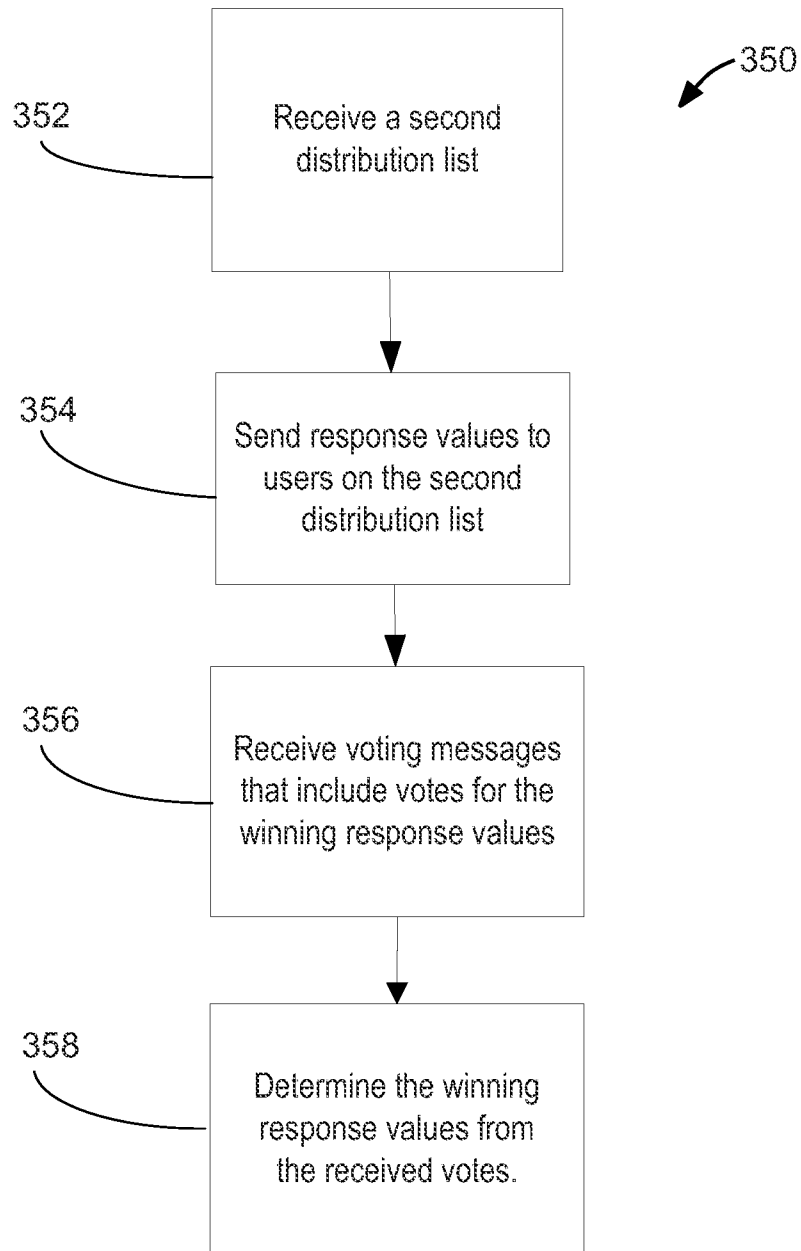 350
352
Receive a second
distribution list
354
Send response values to
users on the second
distribution list
356
Receive voting messages
that include votes for the
winning response values
358
Determine the winning
response values from
the received votes.